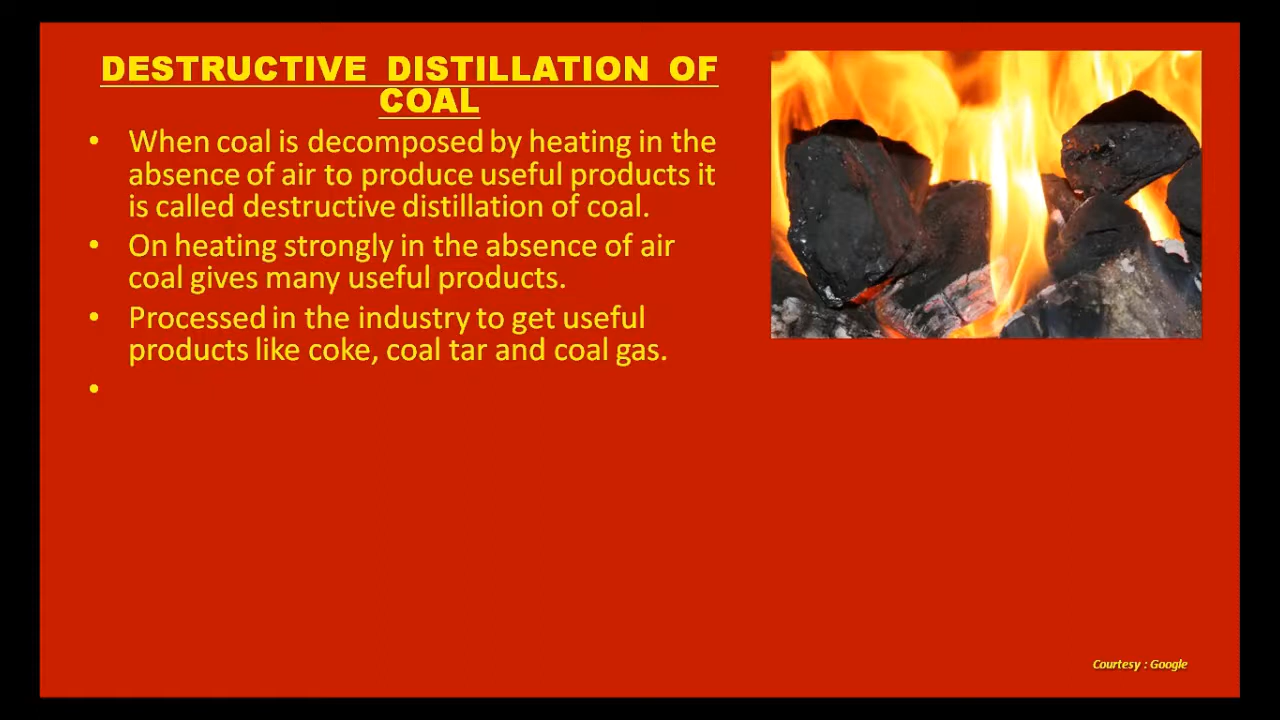 DESTRUCTIVE DISTILLATION OF
COAL
• When coal is decomposed by heating in the
absence of air to produce useful products it
is called destructive distillation of coal.
• On heating strongly in the absence of air
coal gives many useful products.
• Processed in the industry to get useful
products like coke, coal tar and coal gas.
•
Courtesy : Google